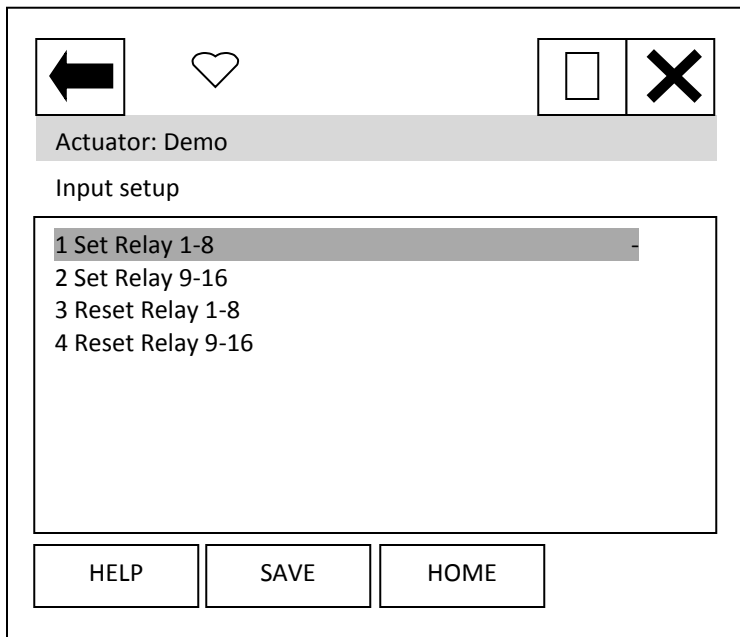 Actuator: Demo
Input setup
1 Set Relay 1-8 -
2 Set Relay 9-16
3 Reset Relay 1-8
4 Reset Relay 9-16
HELP SAVE HOME